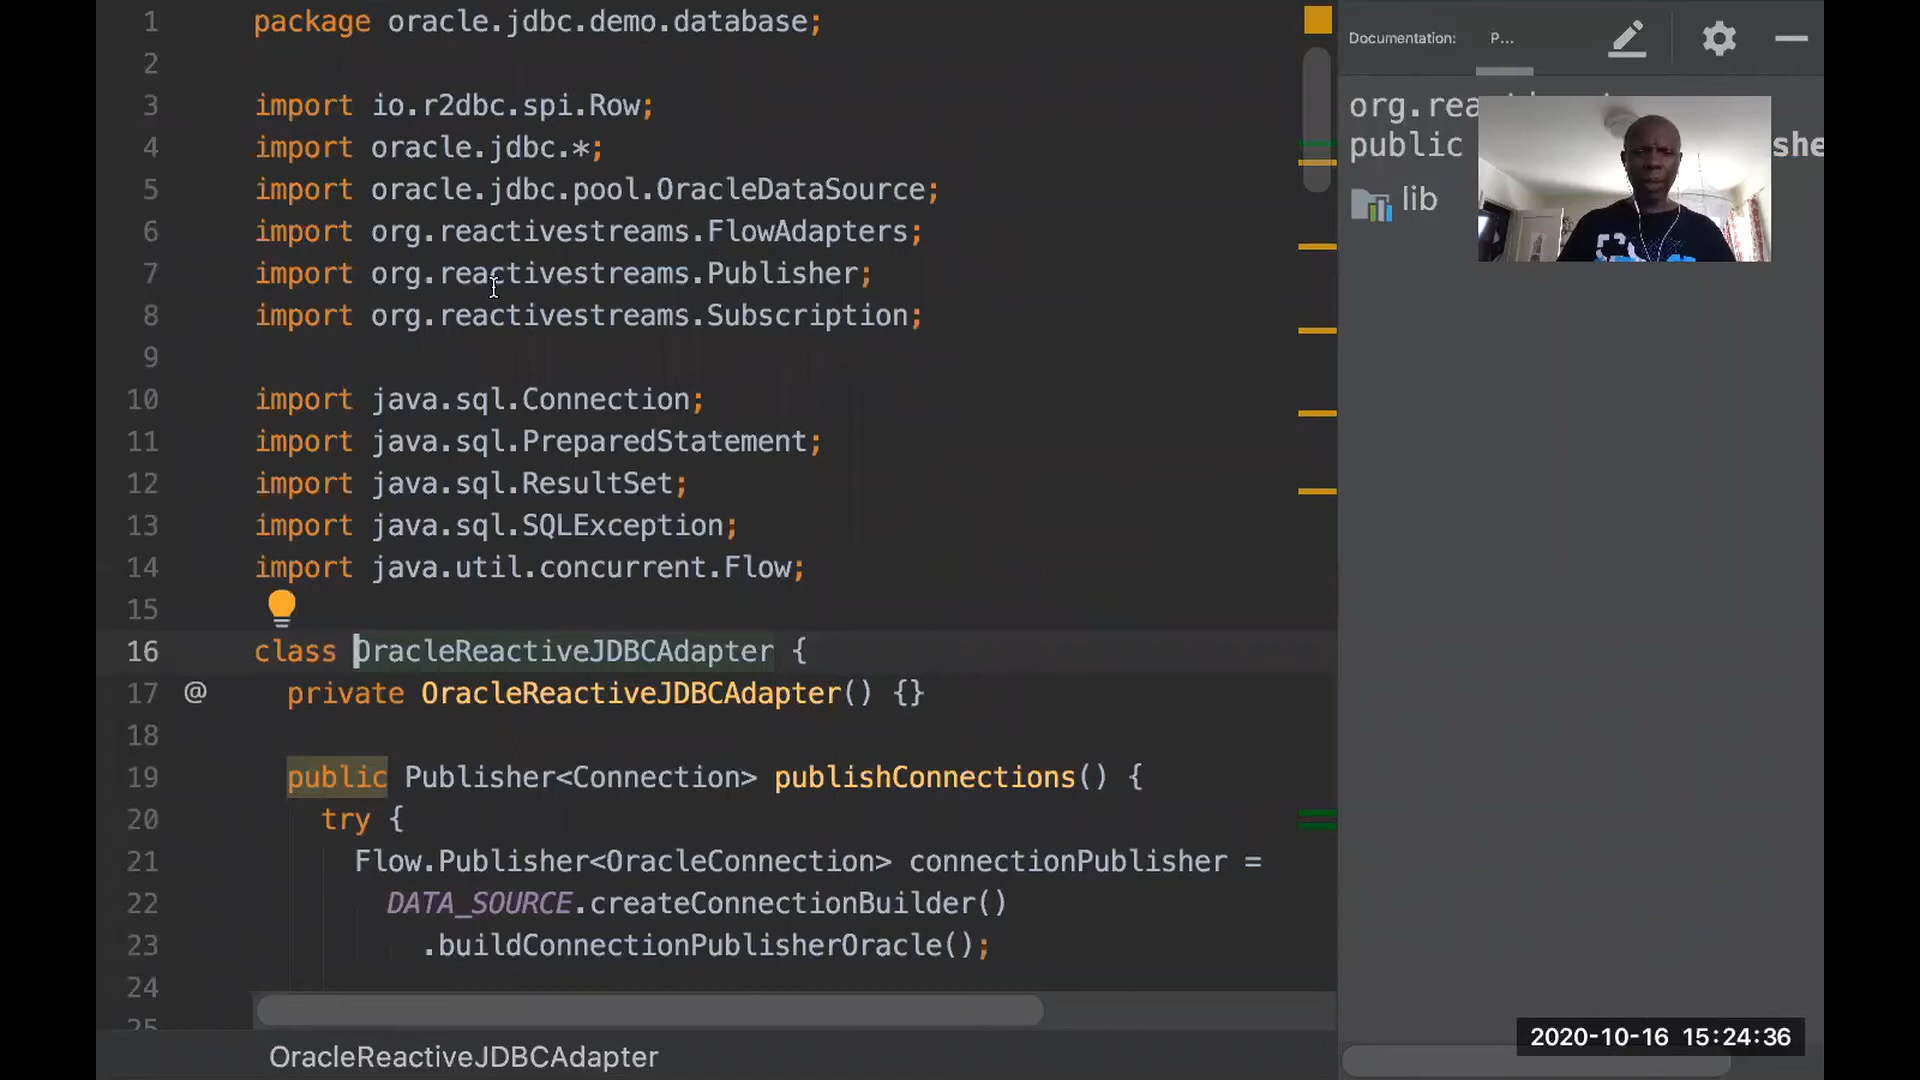 1 package oracle.jdbc.demo.database;
2
3 import io.r2dbc.spi.Row;
4 import oracle.jdbc.*;
5 import oracle.jdbc.pool.OracleDataSource;
6 import org.reactivestreams.FlowAdapters;
7 import org.reactivestreams.Publisher;
8 import org.reactivestreams.Subscription;
9
10 import java.sql.Connection;
11 import java.sql.PreparedStatement;
12 import java.sql.ResultSet;
13 import java.sql.SQLException;
14 import java.util.concurrent.Flow;
15
16 class OracleReactiveJDBCAdapter {
17 @ private OracleReactiveJDBCAdapter() {}
18
19 public Publisher<Connection> publishConnections() {
20 try {
21 Flow.Publisher<OracleConnection> connectionPublisher =
22 DATA_SOURCE.createConnectionBuilder()
23 .buildConnectionPublisherOracle();
24
25
OracleReactiveJDBCAdapter
Documentation: P...
org.rea
public she
lib
2020-10-16 15:24:36